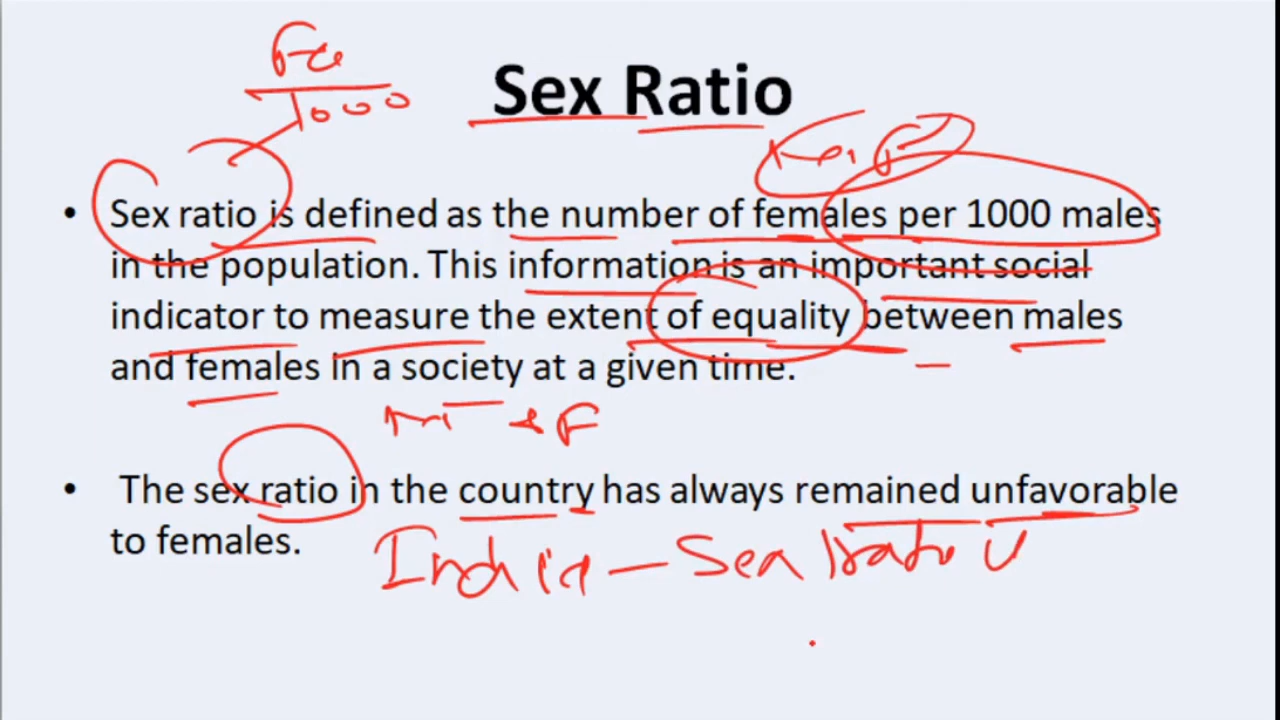 Fe
1000
Sex Ratio
• Sex ratio is defined as the number of females per 1000 males
in the population. This information is an important social
indicator to measure the extent of equality between males
and females in a society at a given time.
M & F
• The sex ratio in the country has always remained unfavorable
to females.
India – Sex Ratio U